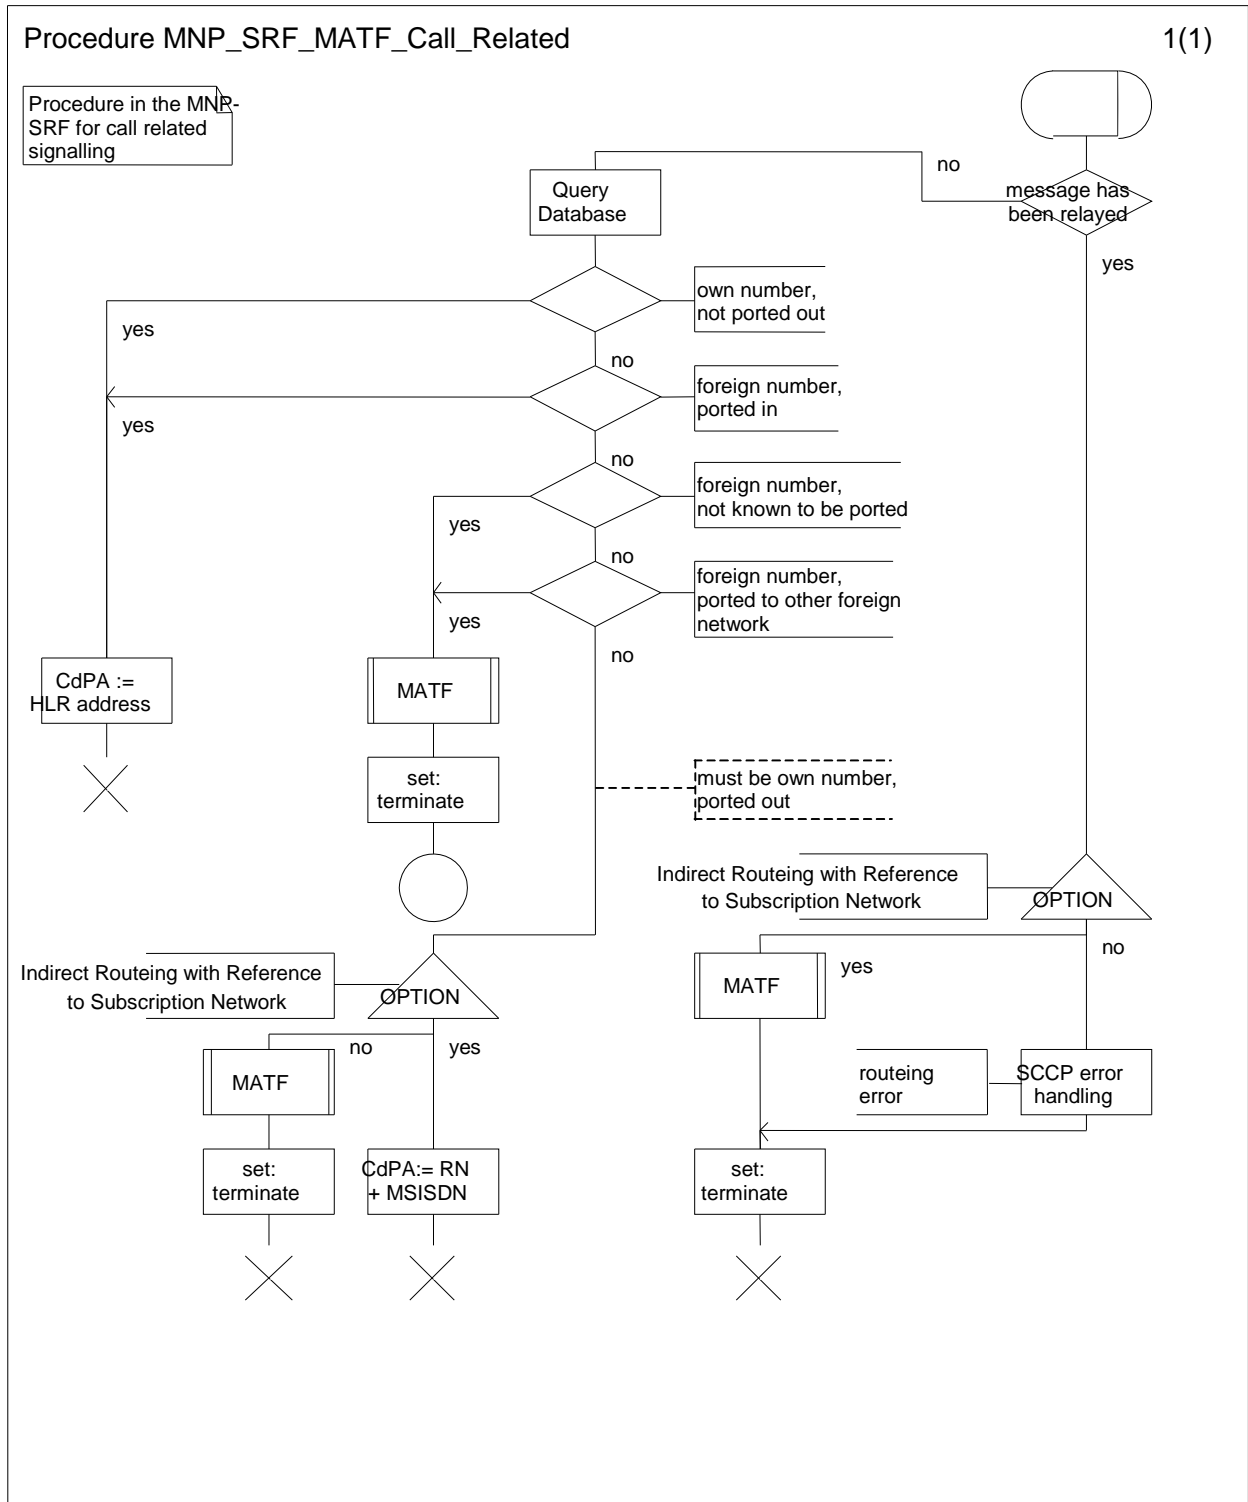 Procedure MNP_SRF_MATF_Call_Related
1(1)
Procedure in the MNP-
SRF for call related
signalling
no
Query
Database
message has
been relayed
yes
own number,
not ported out
yes
no
foreign number,
ported in
yes
no
foreign number,
not known to be ported
yes
no
foreign number,
ported to other foreign
network
yes
no
CdPA :=
HLR address
MATF
set:
terminate
must be own number,
ported out
Indirect Routeing with Reference
to Subscription Network
OPTION
no
yes
MATF
Indirect Routeing with Reference
to Subscription Network
OPTION
no
yes
MATF
routeing
error
SCCP error
handling
set:
terminate
CdPA:= RN
+ MSISDN
set:
terminate